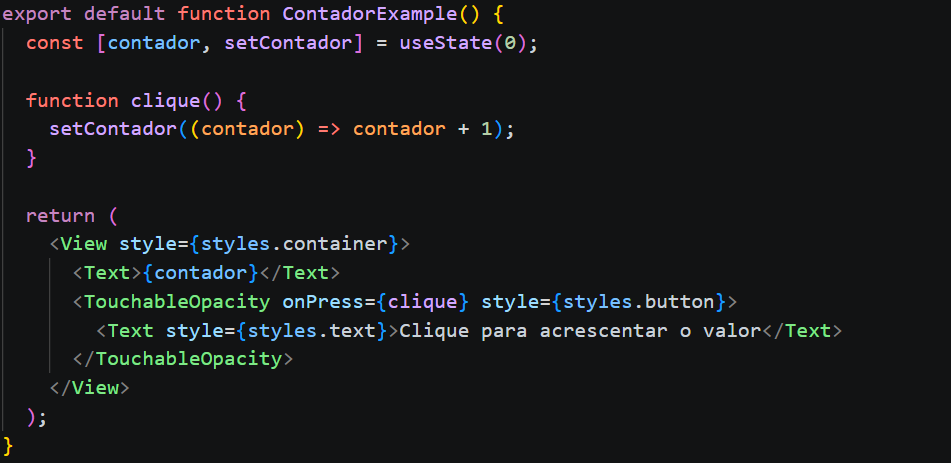 export default function ContadorExample() {
  const [contador, setContador] = useState(0);

  function clique() {
    setContador((contador) => contador + 1);
  }

  return (
    <View style={styles.container}>
      <Text>{contador}</Text>
      <TouchableOpacity onPress={clique} style={styles.button}>
        <Text style={styles.text}>Clique para acrescentar o valor</Text>
      </TouchableOpacity>
    </View>
  );
}